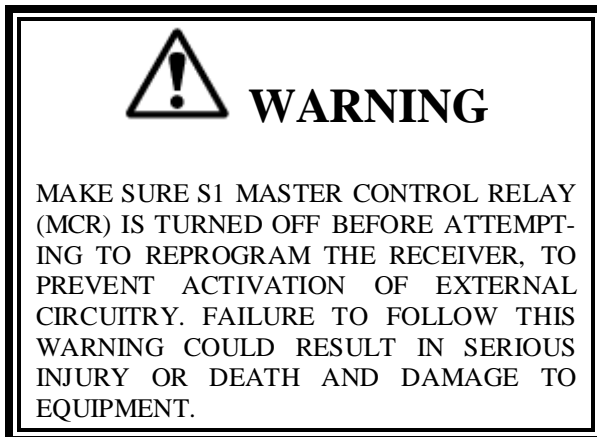 WARNING
MAKE SURE S1 MASTER CONTROL RELAY
(MCR) IS TURNED OFF BEFORE ATTEMPT-
ING TO REPROGRAM THE RECEIVER, TO
PREVENT ACTIVATION OF EXTERNAL
CIRCUITRY. FAILURE TO FOLLOW THIS
WARNING COULD RESULT IN SERIOUS
INJURY OR DEATH AND DAMAGE TO
EQUIPMENT.